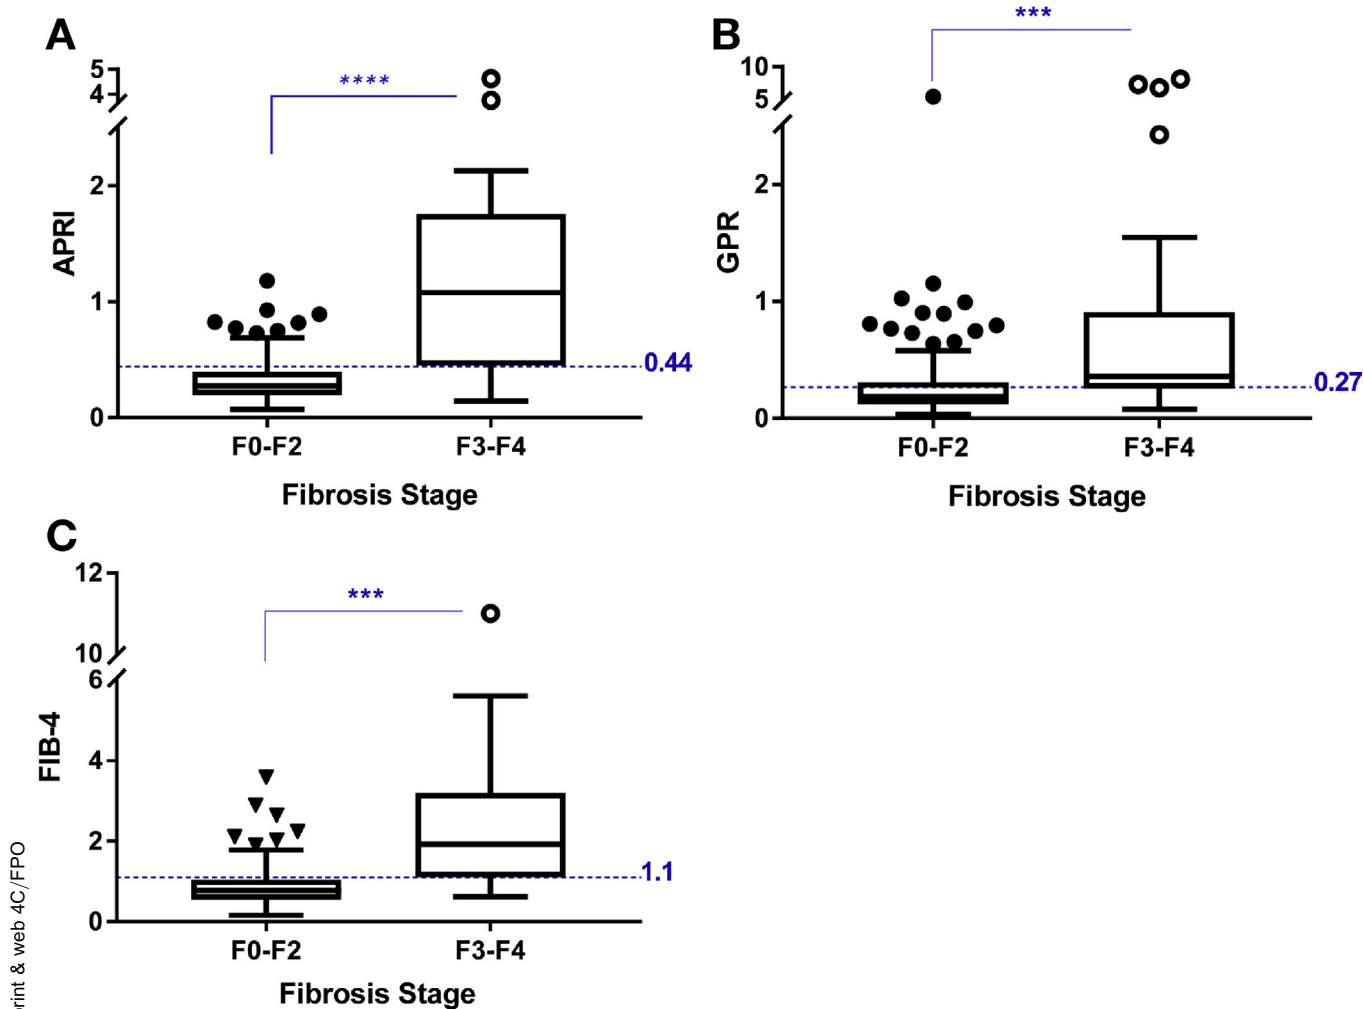 A
5
4
2
1
0
APRI
****
0.44
F0-F2 F3-F4
Fibrosis Stage
B
10
5
2
1
0
GPR
***
0.27
F0-F2 F3-F4
Fibrosis Stage
C
12
10
6
4
2
0
FIB-4
***
1.1
F0-F2 F3-F4
Fibrosis Stage
print & web 4C/FPO